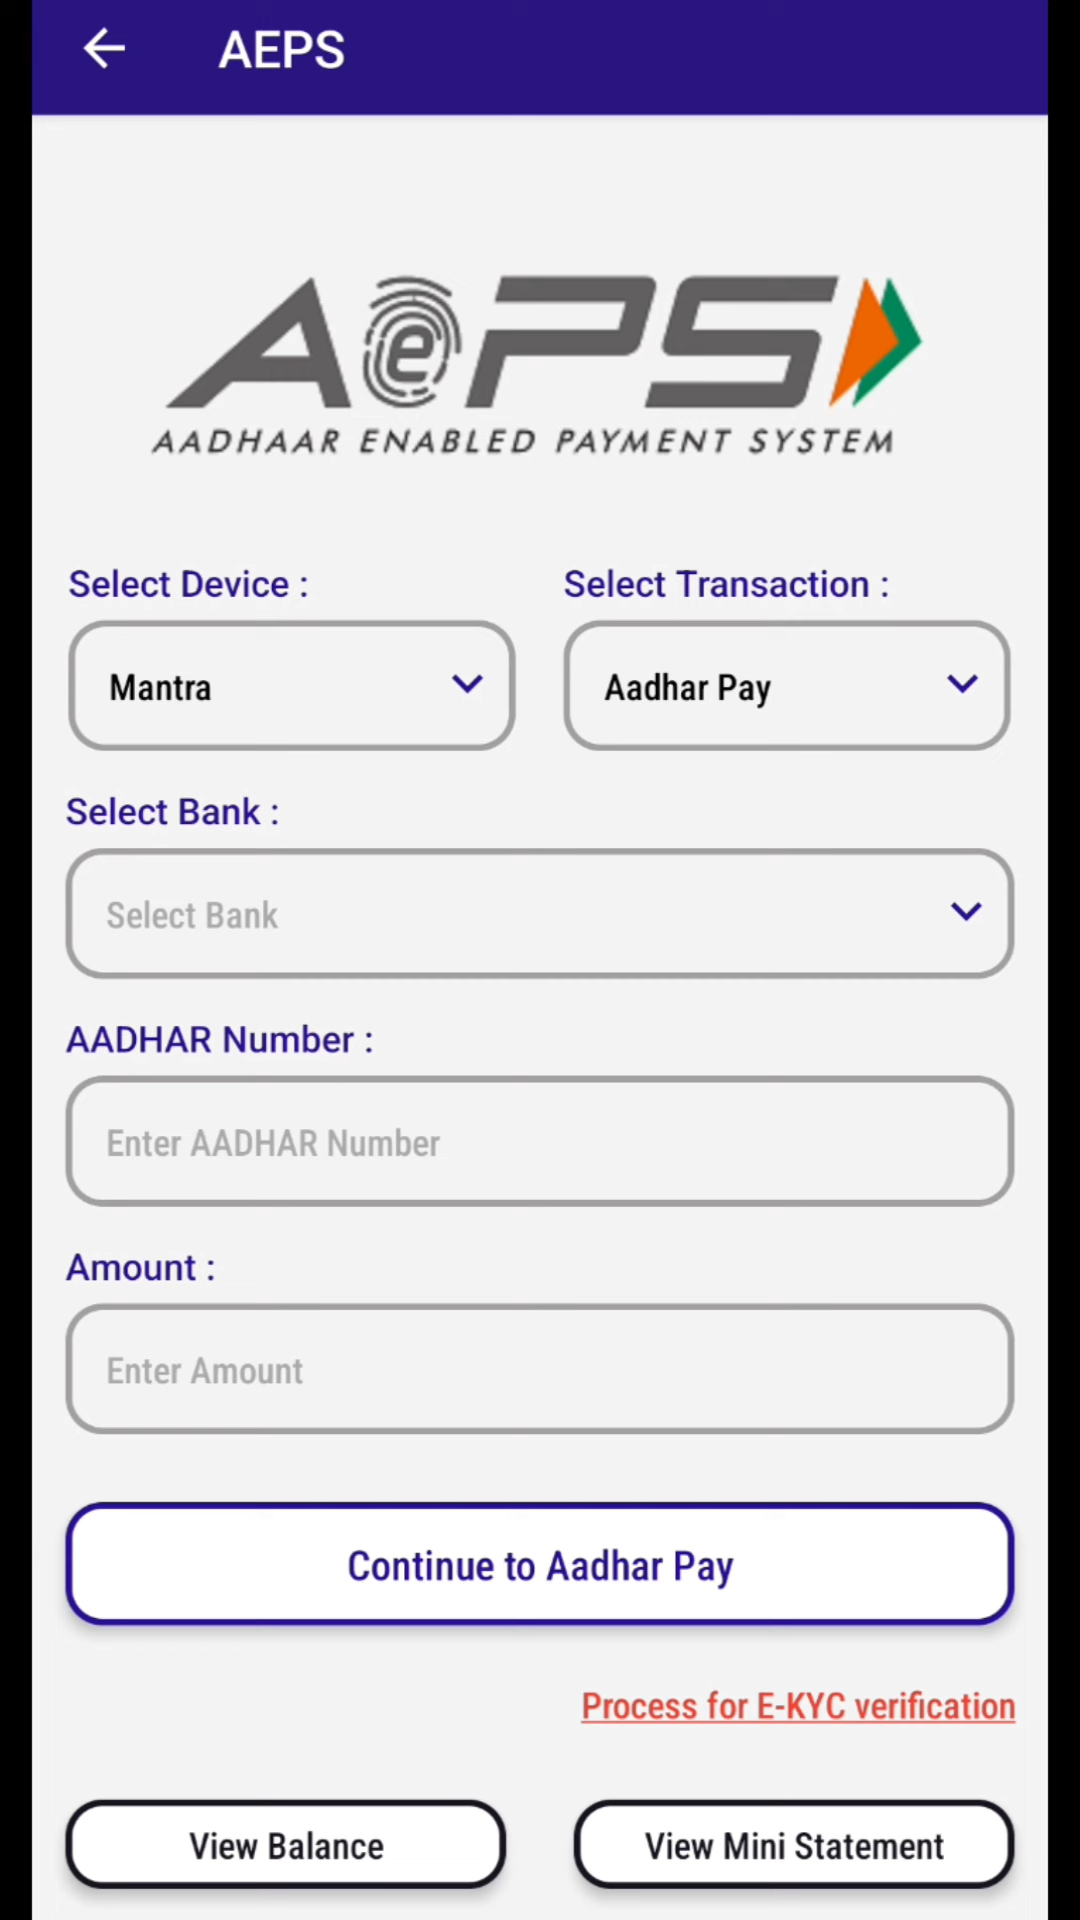 AEPS
AePS
AADHAAR ENABLED PAYMENT SYSTEM
Select Device :
Select Transaction :
Mantra
Aadhar Pay
Select Bank :
Select Bank
AADHAR Number :
Enter AADHAR Number
Amount :
Enter Amount
Continue to Aadhar Pay
Process for E-KYC verification
View Balance
View Mini Statement